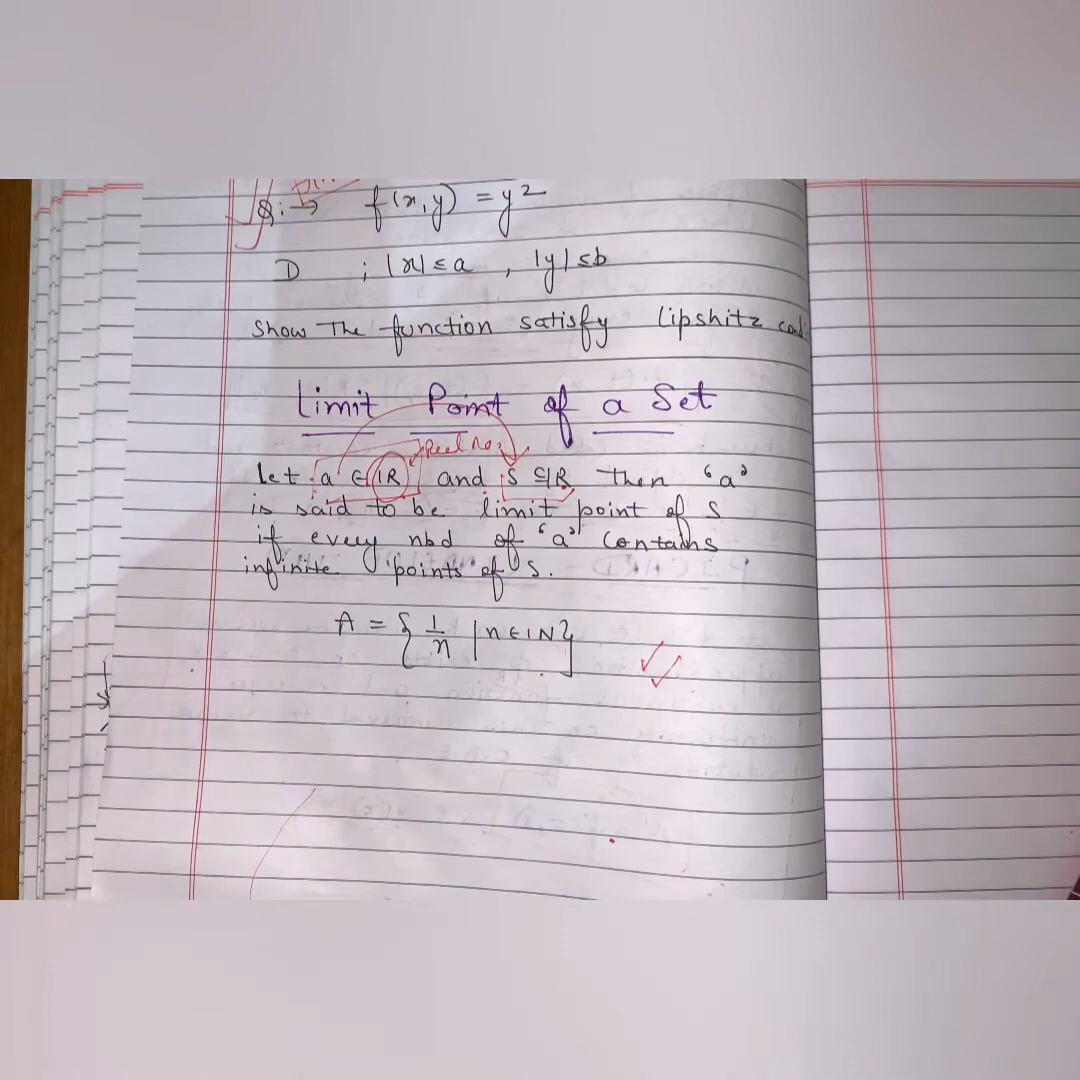 Q:→ f(x,y) = y²
D ; |x| ≤ a , |y| ≤ b
Show The function satisfy Lipshitz
Limit Point of a Set
Real no.
Let a ∈ IR and S ⊆ IR Then 'a'
is said to be limit point of S
if every nbd of 'a' Contains
infinite points of S.
A = { 1/n | n ∈ IN }